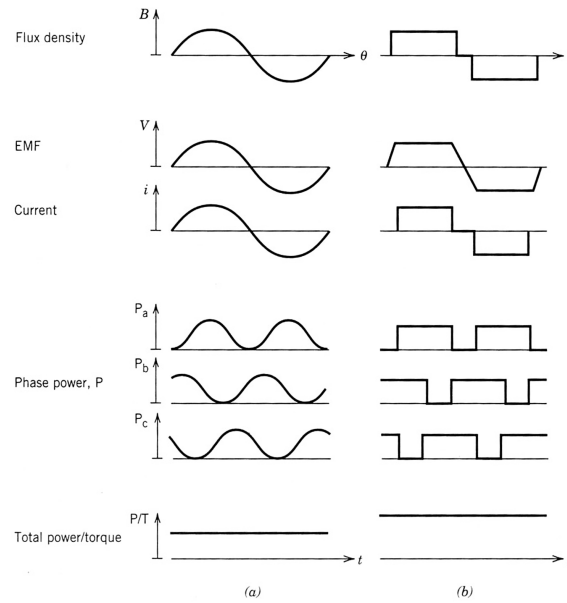 B
Flux density
θ
V
EMF
i
Current
Pa
Pb
Phase power, P
Pc
P/T
Total power/torque
t
(a) (b)